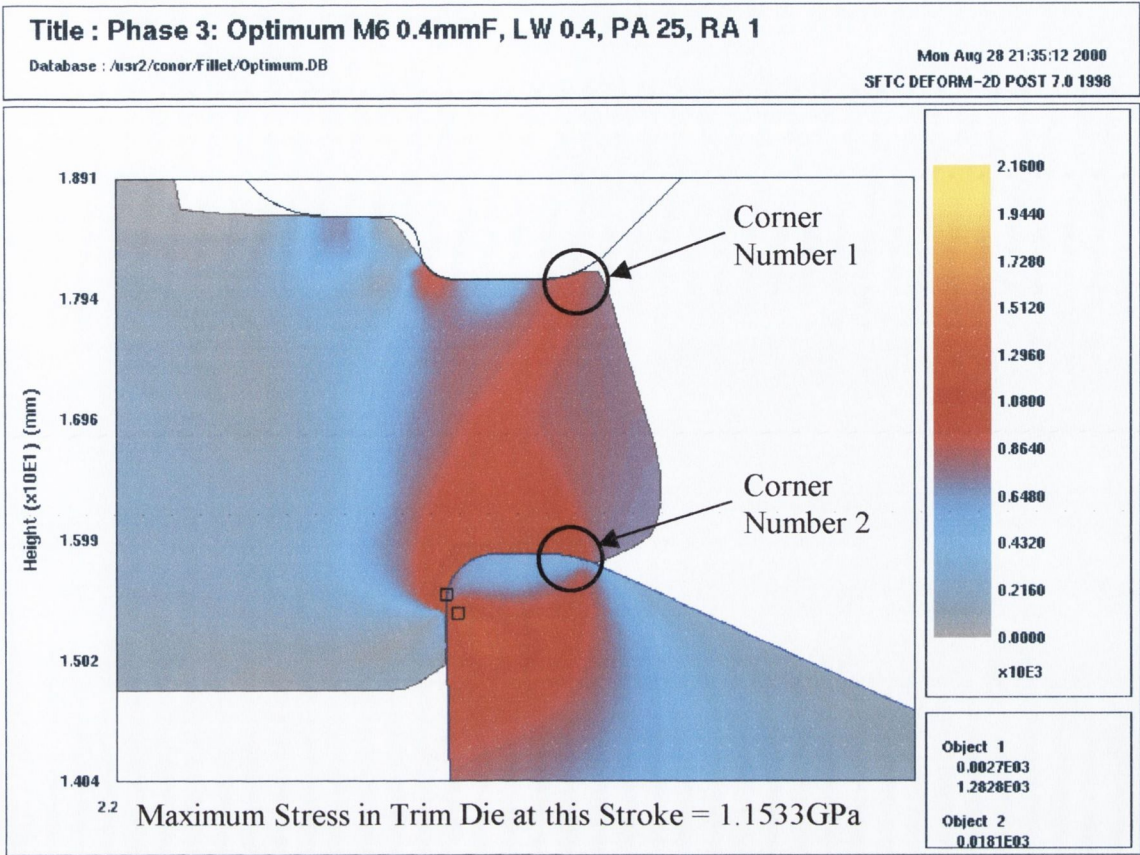 Title : Phase 3: Optimum M6 0.4mmF, LW 0.4, PA 25, RA 1
Database : /usr2/conor/Fillet/Optimum.DB
Mon Aug 28 21:35:12 2000
SFTC DEFORM-2D POST 7.0 1998
1.891
1.794
1.696
1.599
1.502
1.404
Height (x10E1) (mm)
2.2
Corner
Number 1
Corner
Number 2
Maximum Stress in Trim Die at this Stroke = 1.1533GPa
2.1600
1.9440
1.7280
1.5120
1.2960
1.0800
0.8640
0.6480
0.4320
0.2160
0.0000
x10E3
Object 1
0.0027E03
1.2828E03
Object 2
0.0181E03